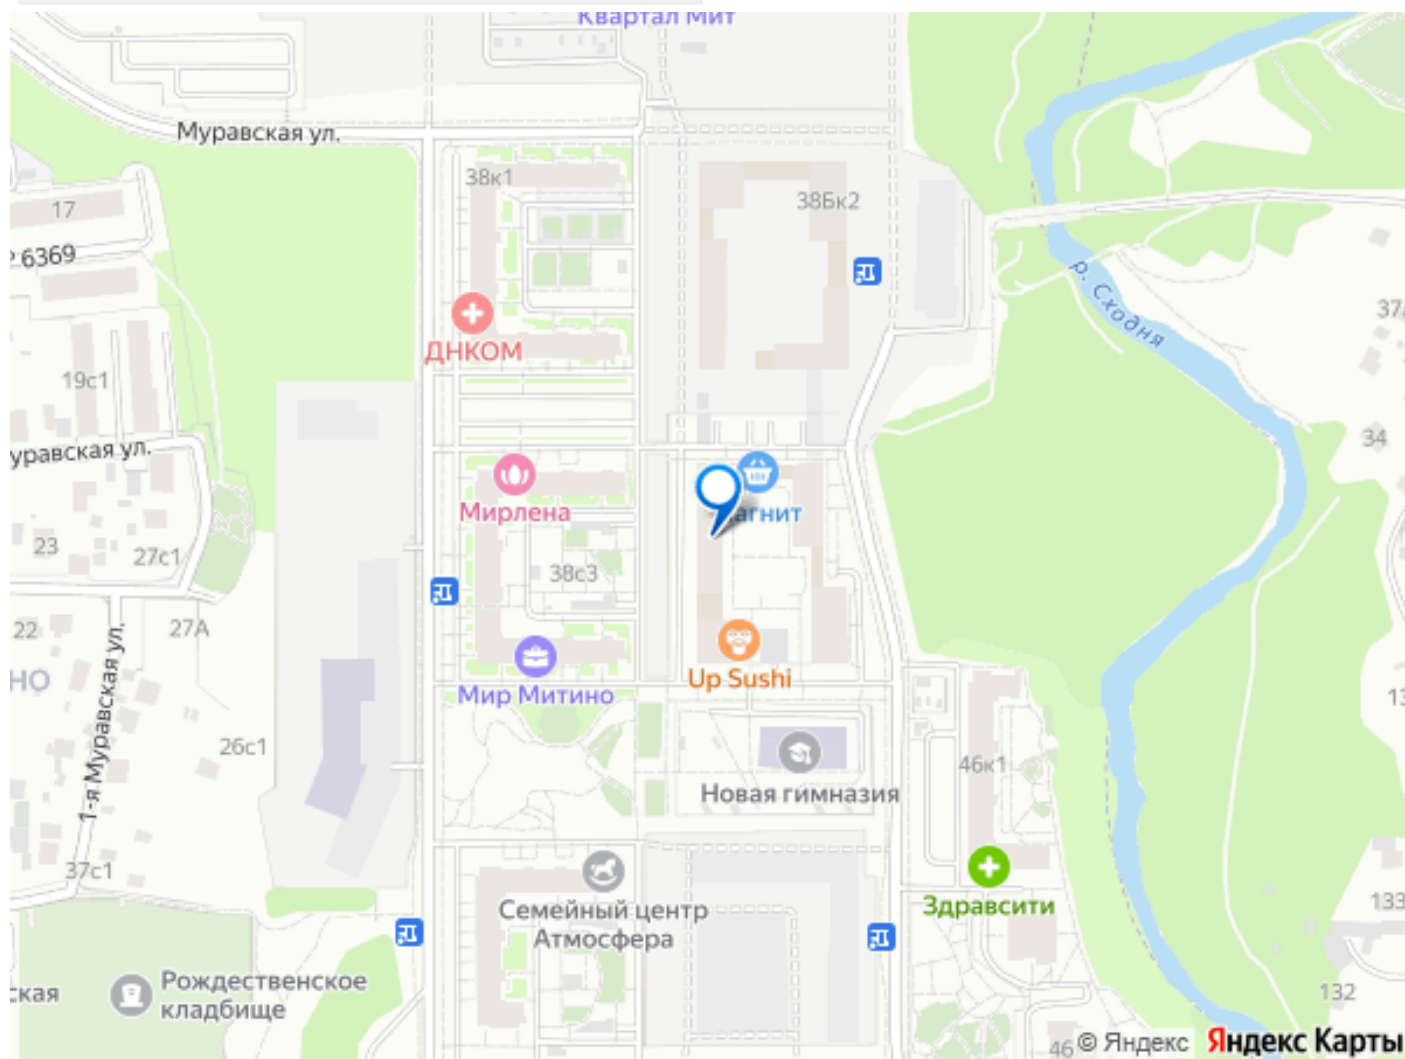 Квартал Мит
Муравская ул.
38к1
38Бк2
17
6369
р. Сходня
ДНКОМ
19с1
34
уравская ул.
Мирлена
агнит
23
27с1
38с3
22
27А
1-я Муравская ул.
НО
Up Sushi
Мир Митино
26с1
46к1
Новая гимназия
37с1
Семейный центр
Атмосфера
Здравсити
133
Рождественское
кладбище
ская
132
46
© Яндекс
Яндекс Карты